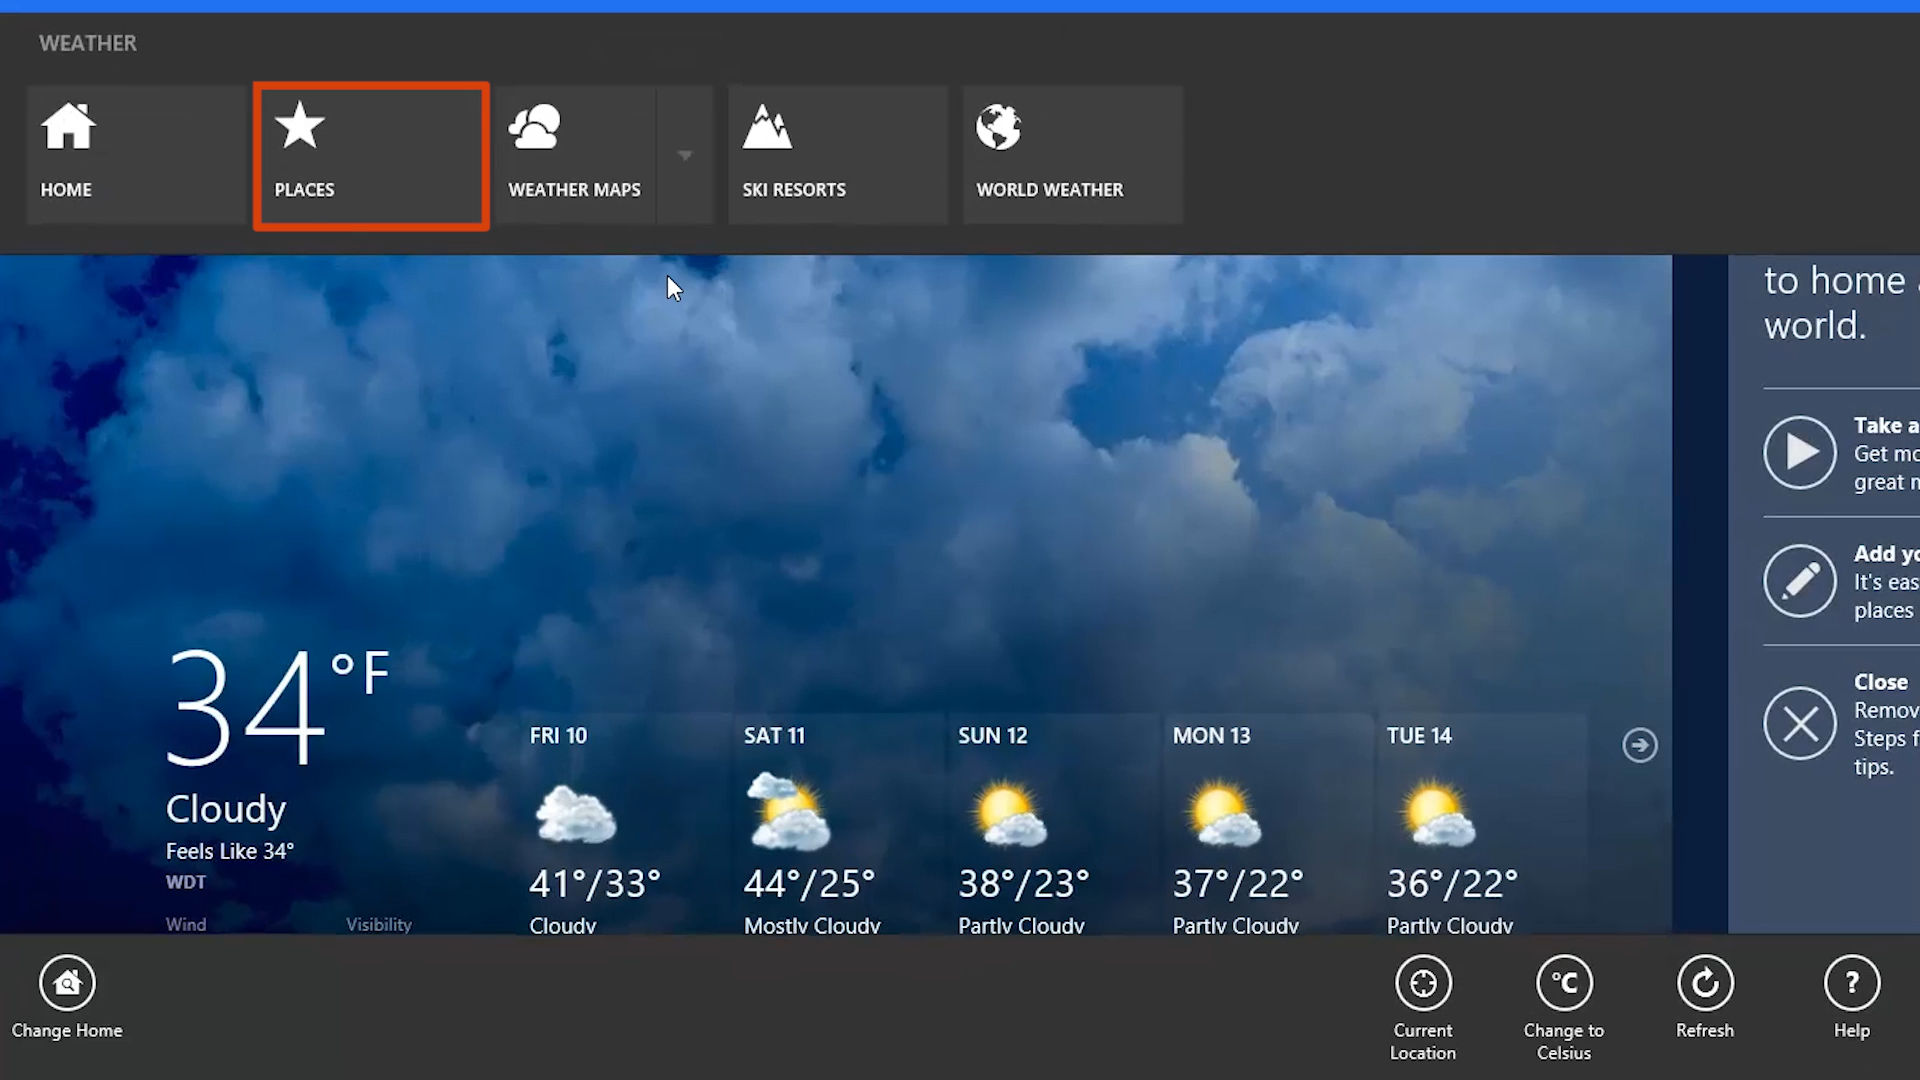 WEATHER
HOME
PLACES
WEATHER MAPS
SKI RESORTS
WORLD WEATHER
to home
world.
Take a
Get mo
great
Add yo
It's eas
places
Close
Remov
Steps f
tips.
34°F
Cloudy
Feels Like 34°
WDT
Wind
Visibility
FRI 10
41°/33°
Cloudy
SAT 11
44°/25°
Mostly Cloudy
SUN 12
38°/23°
Partly Cloudy
MON 13
37°/22°
Partly Cloudy
TUE 14
36°/22°
Partly Cloudy
Change Home
Current
Location
°C
Change to
Celsius
Refresh
?
Help